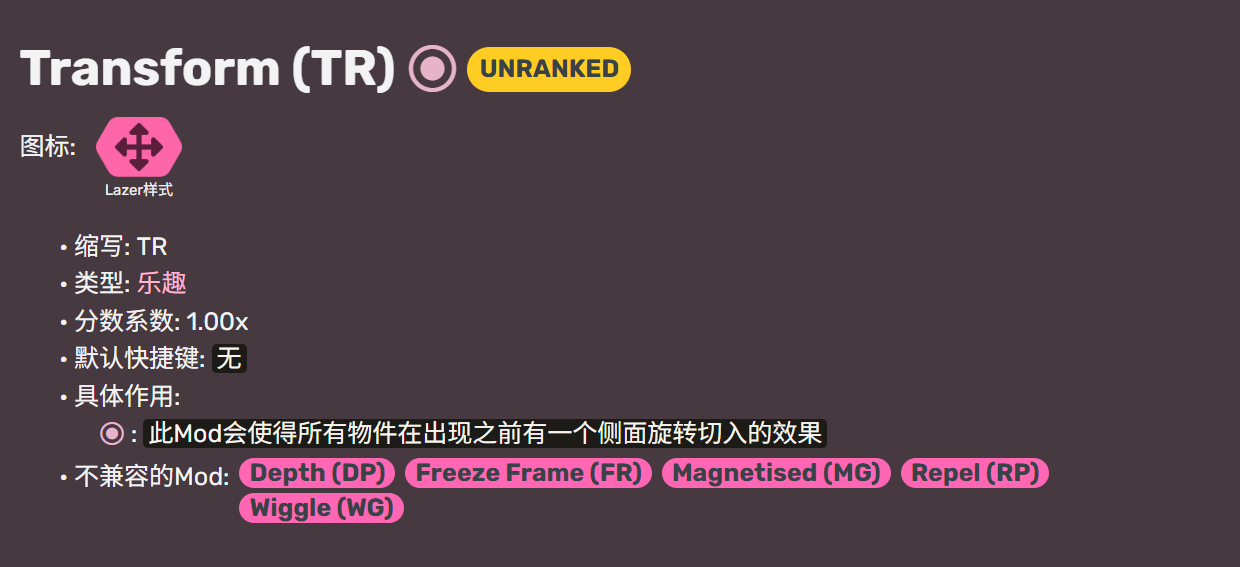 Transform (TR) UNRANKED
图标:
Lazer样式
• 缩写: TR
• 类型: 乐趣
• 分数系数: 1.00x
• 默认快捷键: 无
• 具体作用:
: 此Mod会使得所有物件在出现之前有一个侧面旋转切入的效果
• 不兼容的Mod: Depth (DP) Freeze Frame (FR) Magnetised (MG) Repel (RP)
Wiggle (WG)